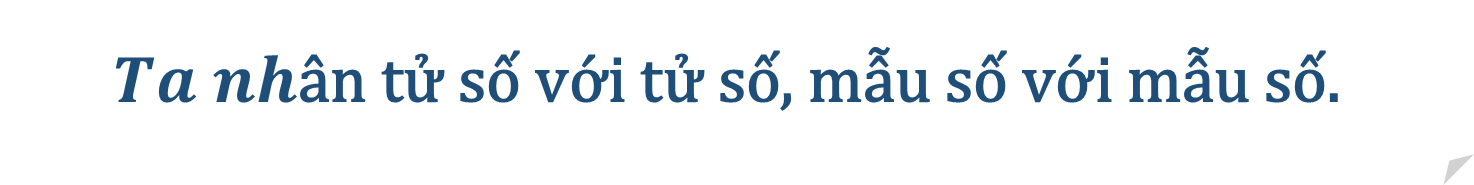 Ta nhân tử số với tử số, mẫu số với mẫu số.